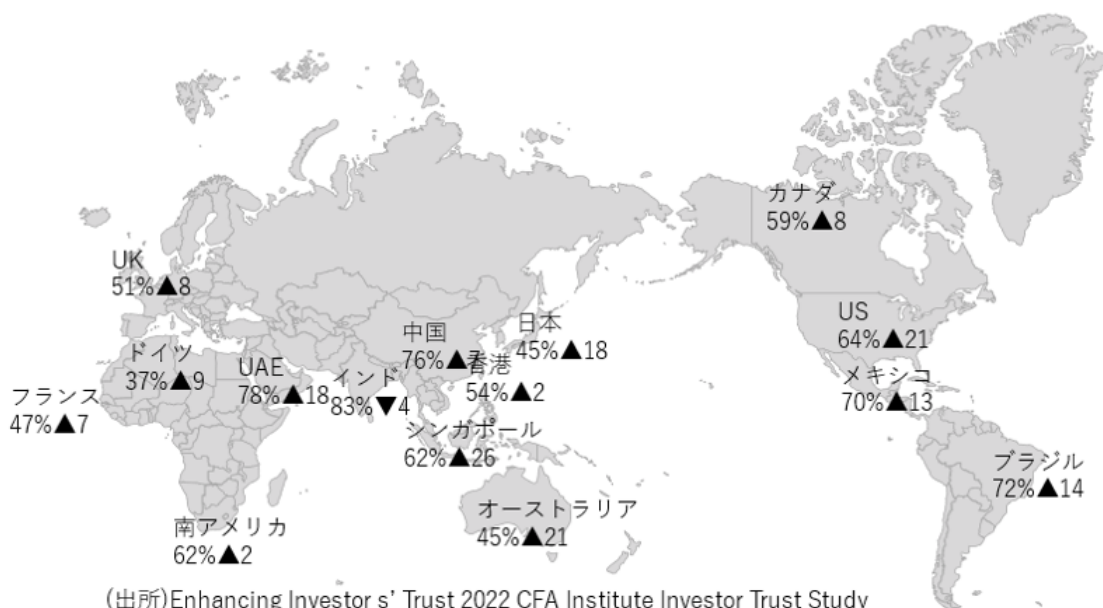 カナダ
59%▲8
UK
51%▲8
US
64%▲21
中国
76%▲7
日本
45%▲18
香港
54%▲2
ドイツ
37%▲9
UAE
78%▲18
インド
83%▼4
メキシコ
70%▲13
フランス
47%▲7
シンガポール
62%▲26
ブラジル
72%▲14
オーストラリア
45%▲21
南アメリカ
62%▲2
(出所)Enhancing Investor s' Trust 2022 CFA Institute Investor Trust Study